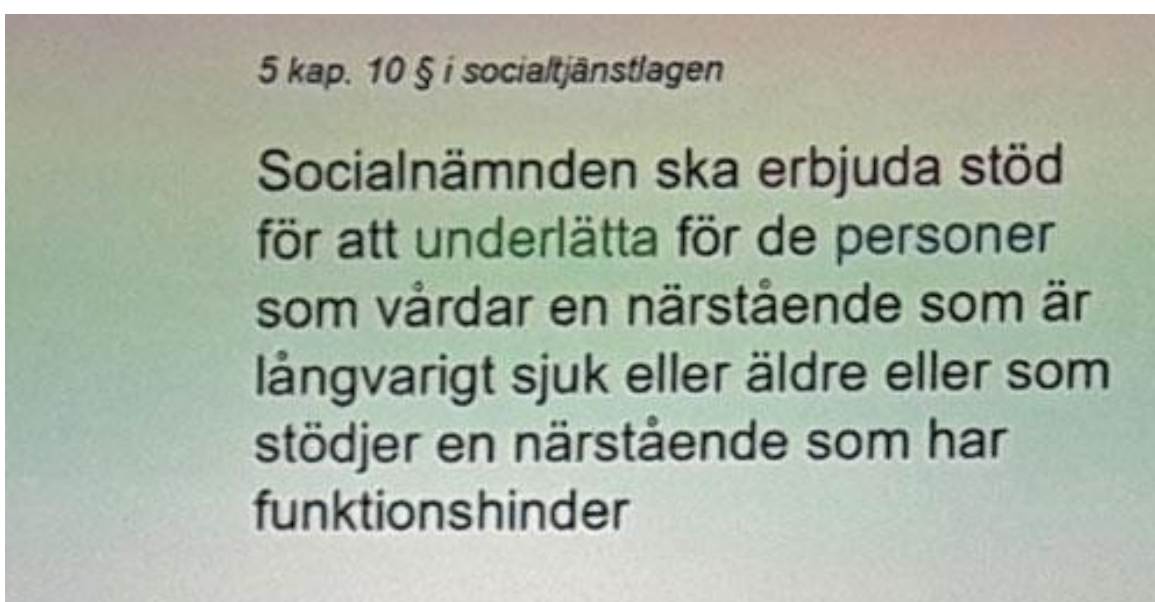 5 kap. 10 § i socialtjänstlagen
Socialnämnden ska erbjuda stöd
för att underlätta för de personer
som vårdar en närstående som är
långvarigt sjuk eller äldre eller som
stödjer en närstående som har
funktionshinder